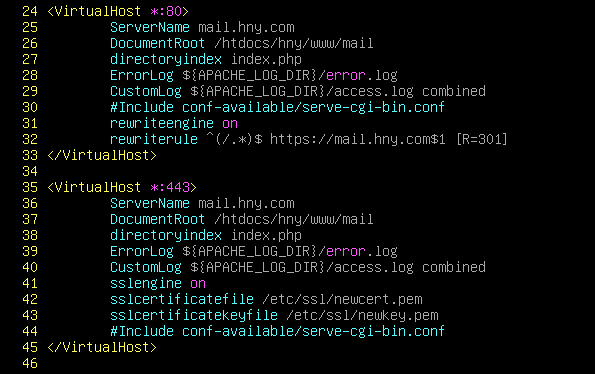 24 <VirtualHost *:80>
25         ServerName mail.hny.com
26         DocumentRoot /htdocs/hny/www/mail
27         directoryindex index.php
28         ErrorLog ${APACHE_LOG_DIR}/error.log
29         CustomLog ${APACHE_LOG_DIR}/access.log combined
30         #Include conf-available/serve-cgi-bin.conf
31         rewriteengine on
32         rewriterule ^(/.*)$ https://mail.hny.com$1 [R=301]
33 </VirtualHost>
34
35 <VirtualHost *:443>
36         ServerName mail.hny.com
37         DocumentRoot /htdocs/hny/www/mail
38         directoryindex index.php
39         ErrorLog ${APACHE_LOG_DIR}/error.log
40         CustomLog ${APACHE_LOG_DIR}/access.log combined
41         sslengine on
42         sslcertificatefile /etc/ssl/newcert.pem
43         sslcertificatekeyfile /etc/ssl/newkey.pem
44         #Include conf-available/serve-cgi-bin.conf
45 </VirtualHost>
46